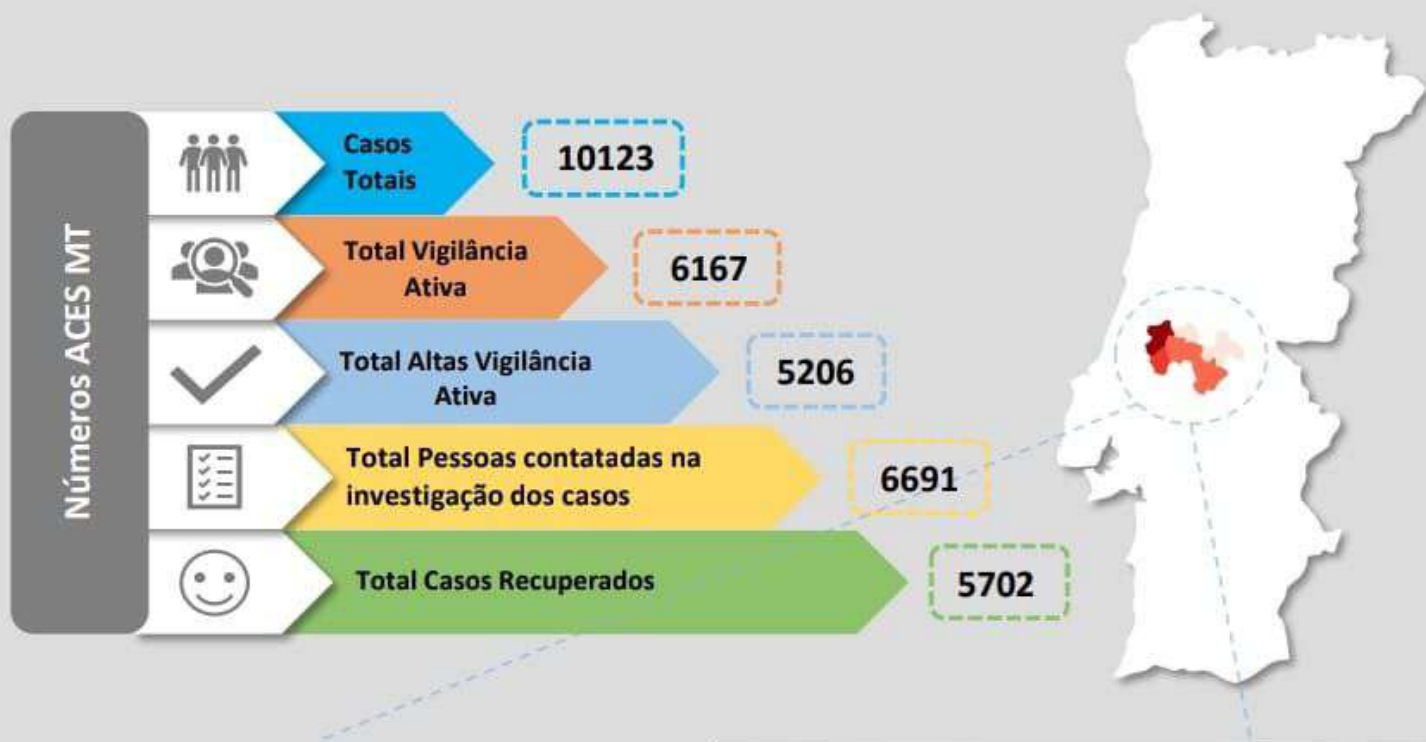 Números ACES MT
Casos
Totais
10123
Total Vigilância
Ativa
6167
Total Altas Vigilância
Ativa
5206
Total Pessoas contatadas na
investigação dos casos
6691
Total Casos Recuperados
5702